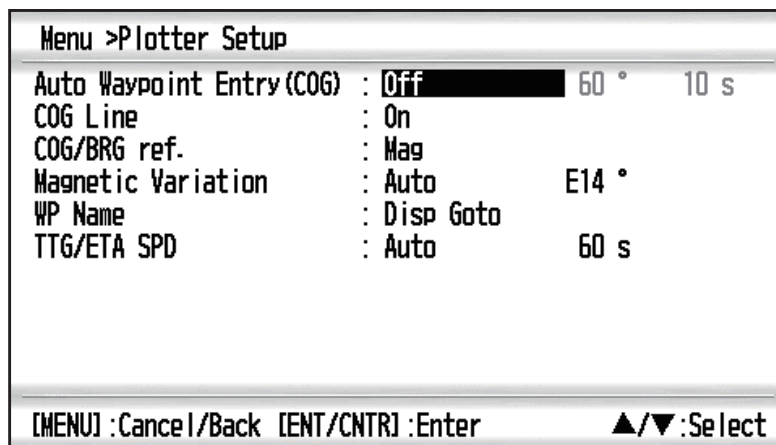 Menu >Plotter Setup
Auto Waypoint Entry(COG) : Off 60 ° 10 s
COG Line : On
COG/BRG ref. : Mag
Magnetic Variation : Auto E14 °
WP Name : Disp Goto
TTG/ETA SPD : Auto 60 s
[MENU] :Cancel/Back [ENT/CNTR] :Enter ▲/▼ :Select